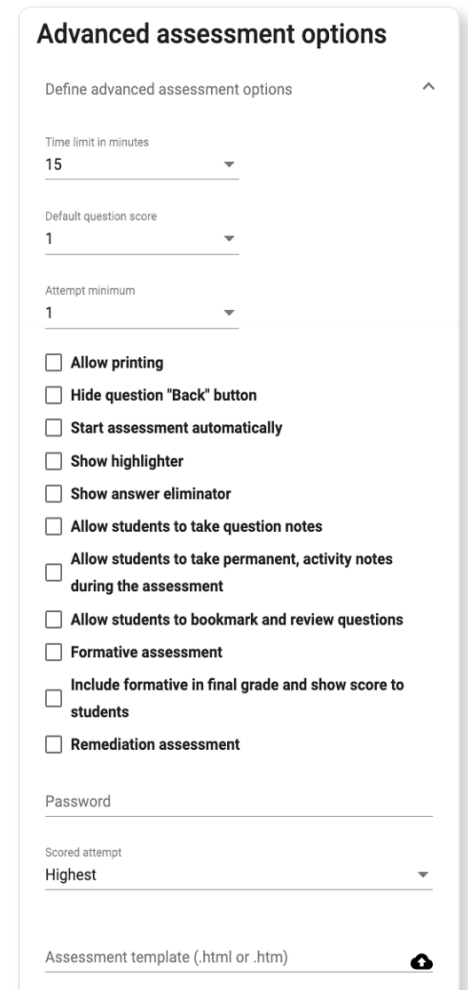 Advanced assessment options
Define advanced assessment options
Time limit in minutes
15
Default question score
1
Attempt minimum
1
Allow printing
Hide question "Back" button
Start assessment automatically
Show highlighter
Show answer eliminator
Allow students to take question notes
Allow students to take permanent, activity notes
during the assessment
Allow students to bookmark and review questions
Formative assessment
Include formative in final grade and show score to
students
Remediation assessment
Password
Scored attempt
Highest
Assessment template (.html or .htm)